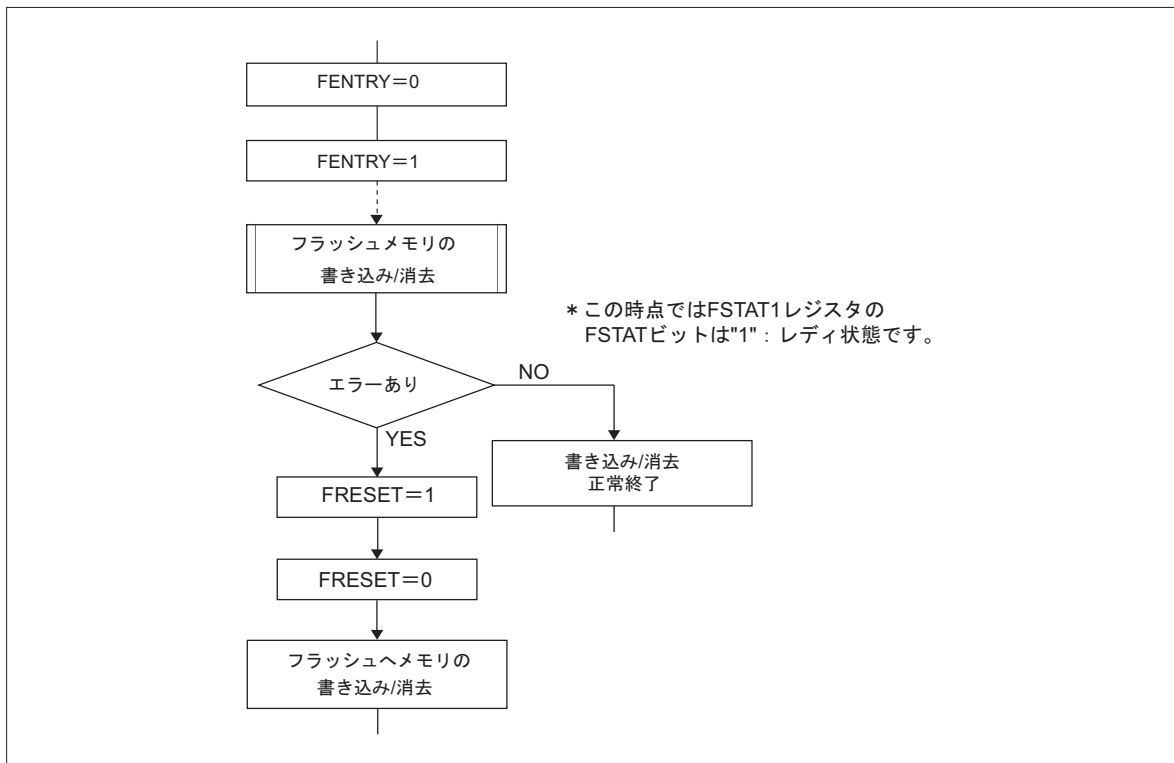 FENTRY＝0
FENTRY＝1
フラッシュメモリの
書き込み/消去
＊この時点ではFSTAT1レジスタの
FSTATビットは"1"：レディ状態です。
エラーあり
NO
YES
書き込み/消去
正常終了
FRESET＝1
FRESET＝0
フラッシュへメモリの
書き込み/消去